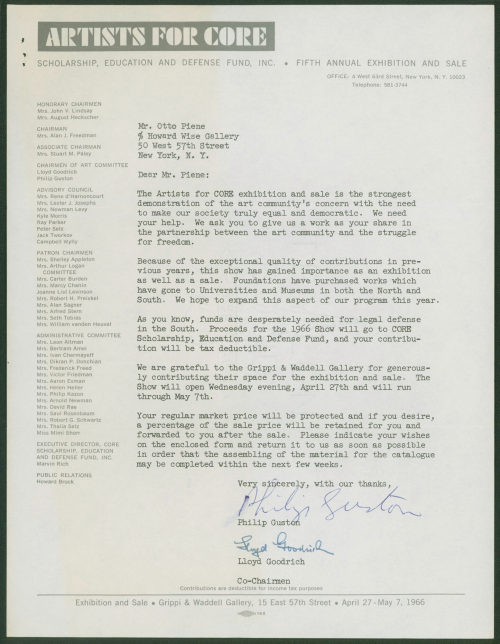 ARTISTS FOR CORE
SCHOLARSHIP, EDUCATION AND DEFENSE FUND, INC. • FIFTH ANNUAL EXHIBITION AND SALE
OFFICE: 6 West 63rd Street, New York, N. Y. 10023
Telephone: 581-3744
HONORARY CHAIRMEN
Mrs. John V. Lindsay
Mrs. August Heckscher
CHAIRMAN
Mrs. Alan J. Freedman
ASSOCIATE CHAIRMAN
Mrs. Stuart M. Paley
CHAIRMEN OF ART COMMITTEE
Lloyd Goodrich
Philip Guston
ADVISORY COUNCIL
Mrs. Rene d'Harnoncourt
Mrs. Lester J. Josephs
Mrs. Newman Levy
Kyle Morris
Ray Parker
Peter Selz
Jack Tworkov
Campbell Wylly
PATRON CHAIRMEN
Mrs. Shelley Appleton
Mrs. Arthur Logan
COMMITTEE
Mrs. Carter Burden
Mrs. Marcy Chanin
Joanne List Levinson
Mrs. Robert H. Preiskel
Mrs. Alan Sagner
Mrs. Alfred Stern
Mrs. Seth Tobias
Mrs. William vanden Heuvel
ADMINISTRATIVE COMMITTEE
Mrs. Leon Altman
Mrs. Bertram Amel
Mrs. Ivan Chermayeff
Mrs. Dikran P. Donchian
Mrs. Frederick Freed
Mrs. Victor Friedman
Mrs. Aaron Esman
Mrs. Helen Heller
Mrs. Philip Kazon
Mrs. Arnold Newman
Mrs. David Rae
Mrs. Saul Rosenbaum
Mrs. Robert G. Schwartz
Mrs. Thalia Selz
Miss Mimi Shom
EXECUTIVE DIRECTOR, CORE
SCHOLARSHIP, EDUCATION
AND DEFENSE FUND, INC.
Marvin Rich
PUBLIC RELATIONS
Howard Brock
Mr. Otto Piene
% Howard Wise Gallery
50 West 57th Street
New York, N. Y.
Dear Mr. Piene:
The Artists for CORE exhibition and sale is the strongest
demonstration of the art community's concern with the need
to make our society truly equal and democratic. We need
your help. We ask you to give us a work as your share in
the partnership between the art community and the struggle
for freedom.
Because of the exceptional quality of contributions in pre-
vious years, this show has gained importance as an exhibition
as well as a sale. Foundations have purchased works which
have gone to Universities and Museums in both the North and
South. We hope to expand this aspect of our program this year.
As you know, funds are desperately needed for legal defense
in the South. Proceeds for the 1966 Show will go to CORE
Scholarship, Education and Defense Fund, and your contribu-
tion will be tax deductible.
We are grateful to the Grippi & Waddell Gallery for generous-
ly contributing their space for the exhibition and sale. The
Show will open Wednesday evening, April 27th and will run
through May 7th.
Your regular market price will be protected and if you desire,
a percentage of the sale price will be retained for you and
forwarded to you after the sale. Please indicate your wishes
on the enclosed form and return it to us as soon as possible
in order that the assembling of the material for the catalogue
may be completed within the next few weeks.
Very sincerely, with our thanks,
Philip Guston
Philip Guston
Lloyd Goodrich
Lloyd Goodrich
Co-Chairmen
Contributions are deductible for income tax purposes
Exhibition and Sale • Grippi & Waddell Gallery, 15 East 57th Street • April 27 - May 7, 1966